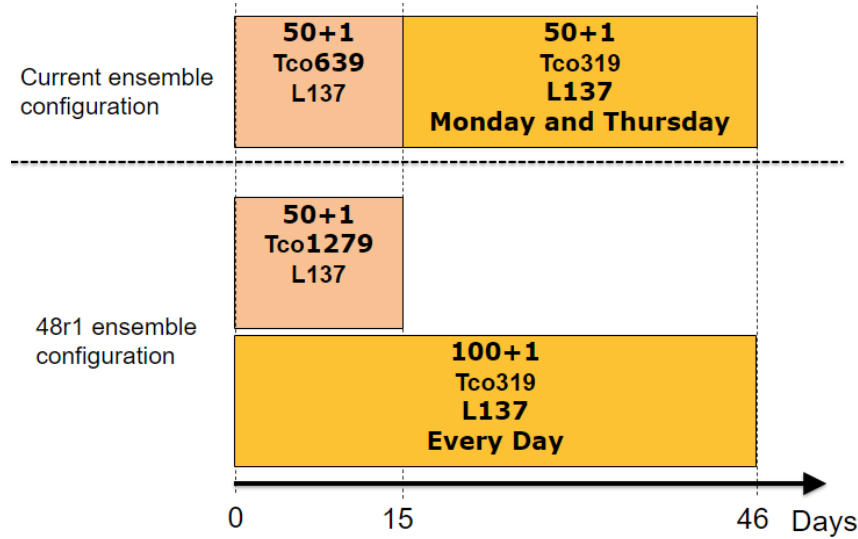 Current ensemble
configuration
50+1
Tco639
L137
50+1
Tco319
L137
Monday and Thursday
48r1 ensemble
configuration
50+1
Tco1279
L137
100+1
Tco319
L137
Every Day
0
15
46
Days